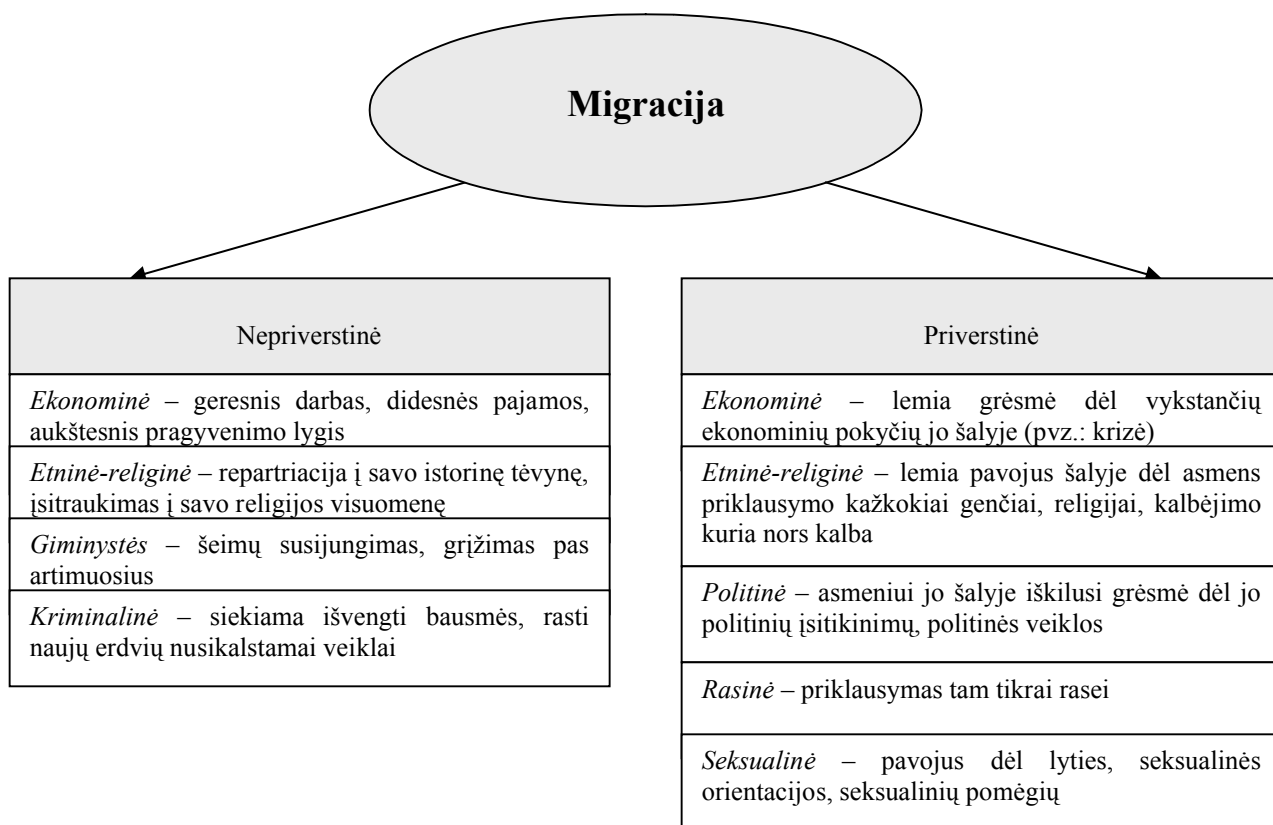 Migracija
Nepriverstinė
Ekonominė – geresnis darbas, didesnės pajamos,
aukštesnis pragyvenimo lygis
Etninė-religinė – repartriacija į savo istorinę tėvynę,
įsitraukimas į savo religijos visuomenę
Giminystės – šeimų susijungimas, grįžimas pas
artimuosius
Kriminalinė – siekiama išvengti bausmės, rasti
naujų erdvių nusikalstamai veiklai
Priverstinė
Ekonominė – lemia grėsmė dėl vykstančių
ekonominių pokyčių jo šalyje (pvz.: krizė)
Etninė-religinė – lemia pavojus šalyje dėl asmens
priklausymo kažkokiai genčiai, religijai, kalbėjimo
kuria nors kalba
Politinė – asmeniui jo šalyje iškilusi grėsmė dėl jo
politinių įsitikinimų, politinės veiklos
Rasinė – priklausymas tam tikrai rasei
Seksualinė – pavojus dėl lyties, seksualinės
orientacijos, seksualinių pomėgių